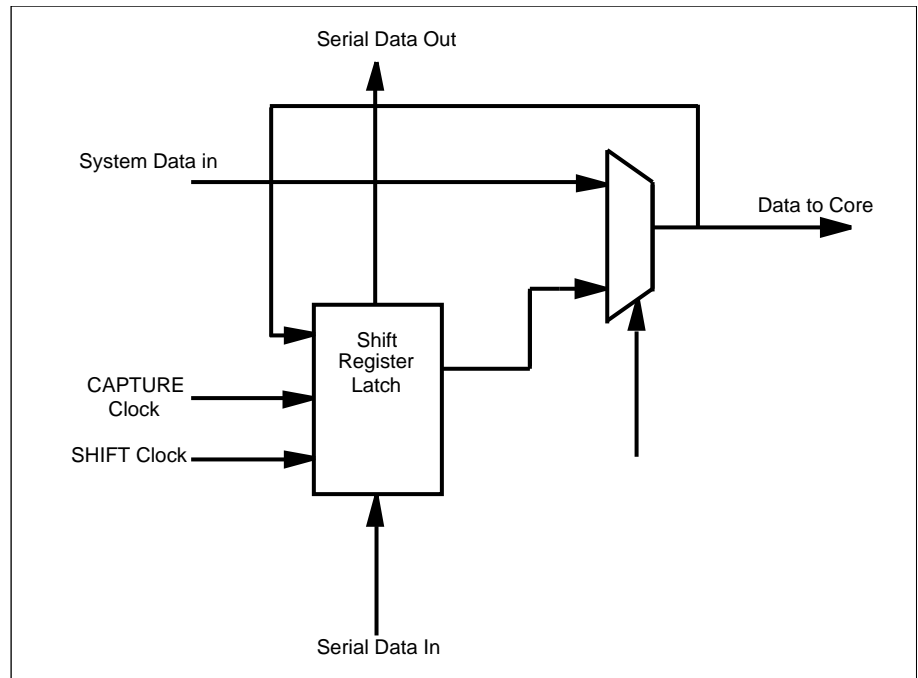 Serial Data Out
System Data in
Data to Core
Shift
Register
Latch
CAPTURE
Clock
SHIFT Clock
Serial Data In